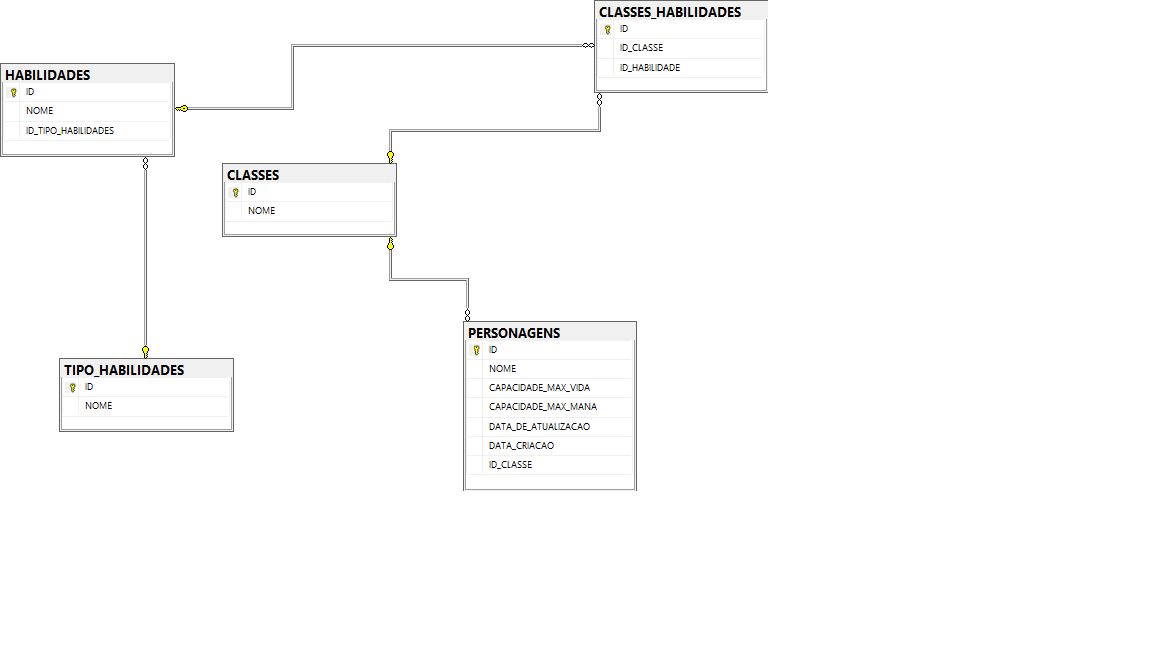 CLASSES_HABILIDADES
ID
ID_CLASSE
ID_HABILIDADE
HABILIDADES
ID
NOME
ID_TIPO_HABILIDADES
CLASSES
ID
NOME
PERSONAGENS
ID
NOME
CAPACIDADE_MAX_VIDA
CAPACIDADE_MAX_MANA
DATA_DE_ATUALIZACAO
DATA_CRIACAO
ID_CLASSE
TIPO_HABILIDADES
ID
NOME